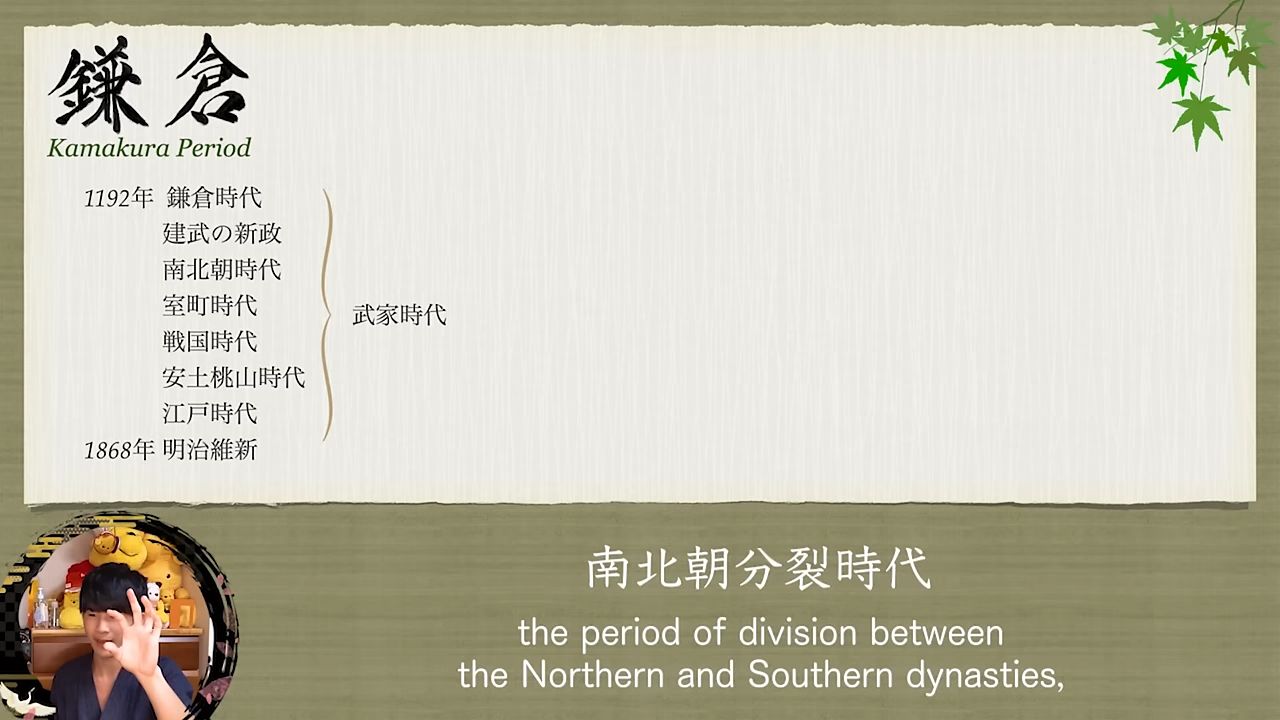 鎌倉
Kamakura Period
1192年 鎌倉時代
建武の新政
南北朝時代
室町時代
戦国時代
安土桃山時代
江戸時代
1868年 明治維新
武家時代
南北朝分裂時代
the period of division between
the Northern and Southern dynasties,